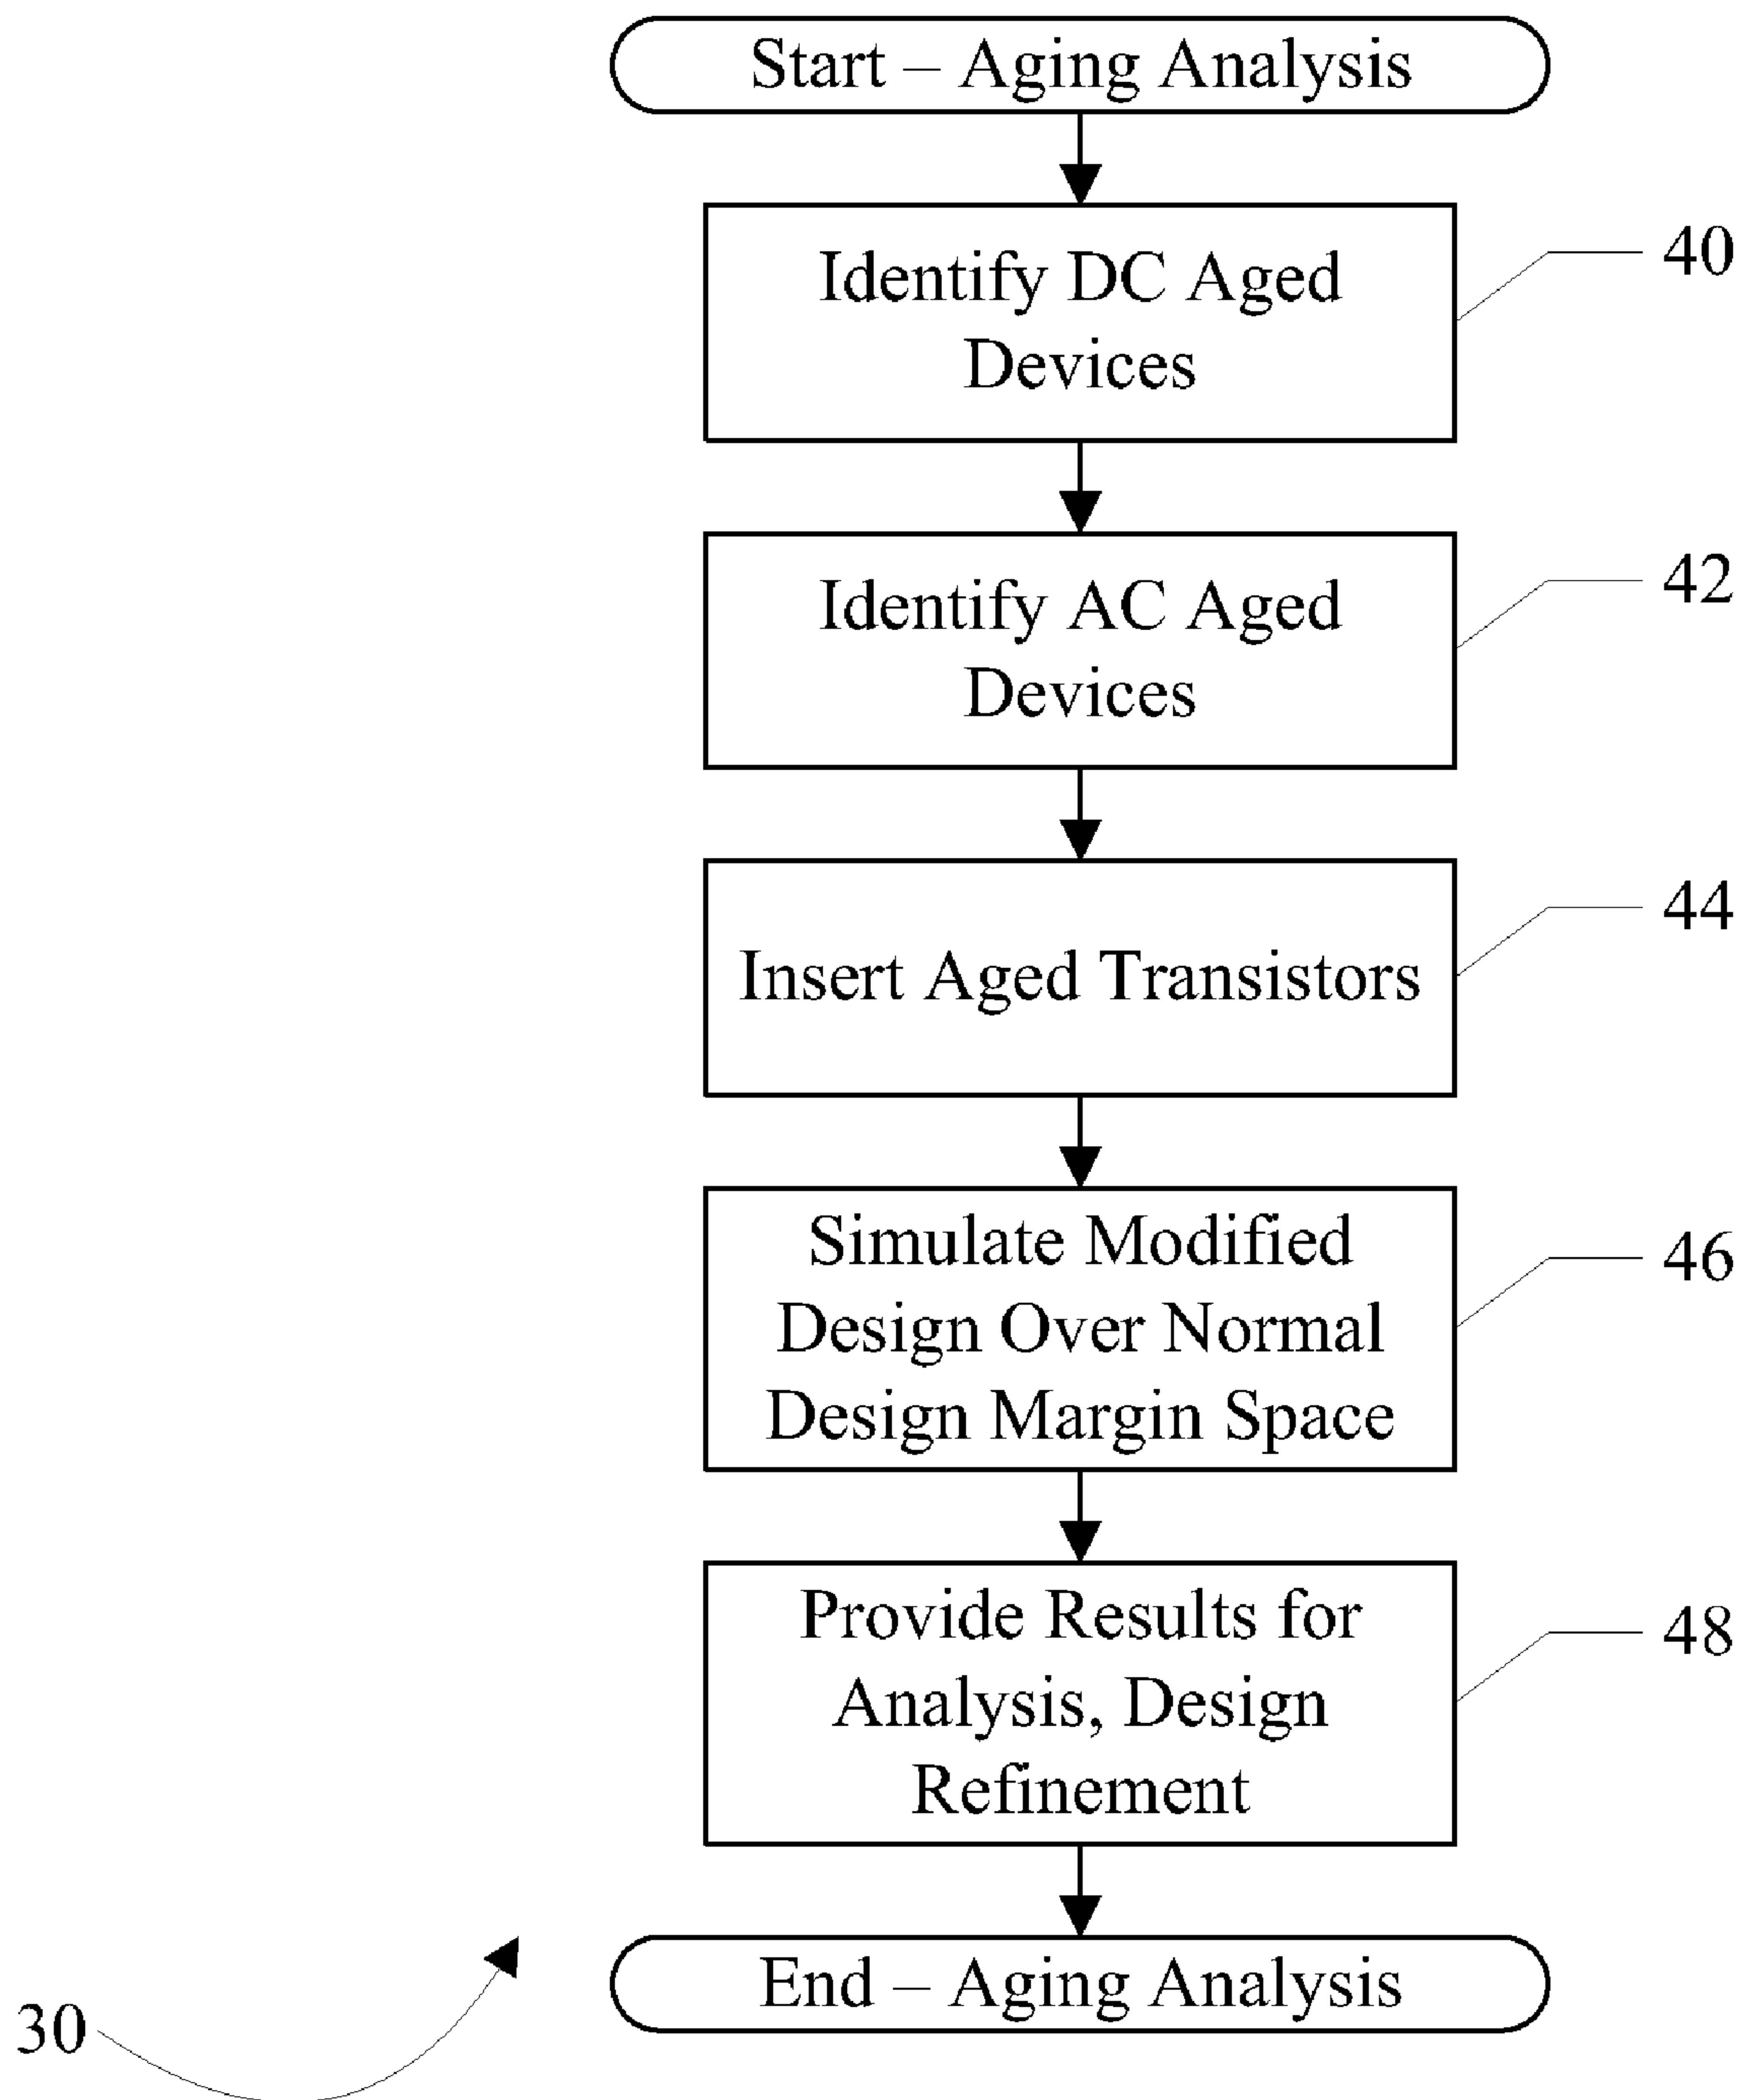 Start – Aging Analysis
Identify DC Aged
Devices
40
Identify AC Aged
Devices
42
Insert Aged Transistors
44
Simulate Modified
Design Over Normal
Design Margin Space
46
Provide Results for
Analysis, Design
Refinement
48
End – Aging Analysis
30